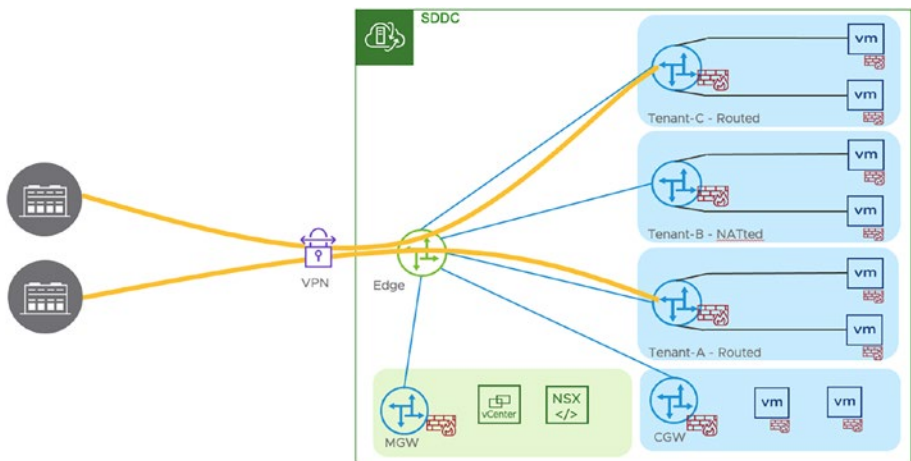 SDDC
vm
vm
Tenant-C - Routed
vm
vm
Tenant-B - NATted
VPN
Edge
vm
vm
Tenant-A - Routed
MGW
vCenter
NSX
</>
CGW
vm
vm